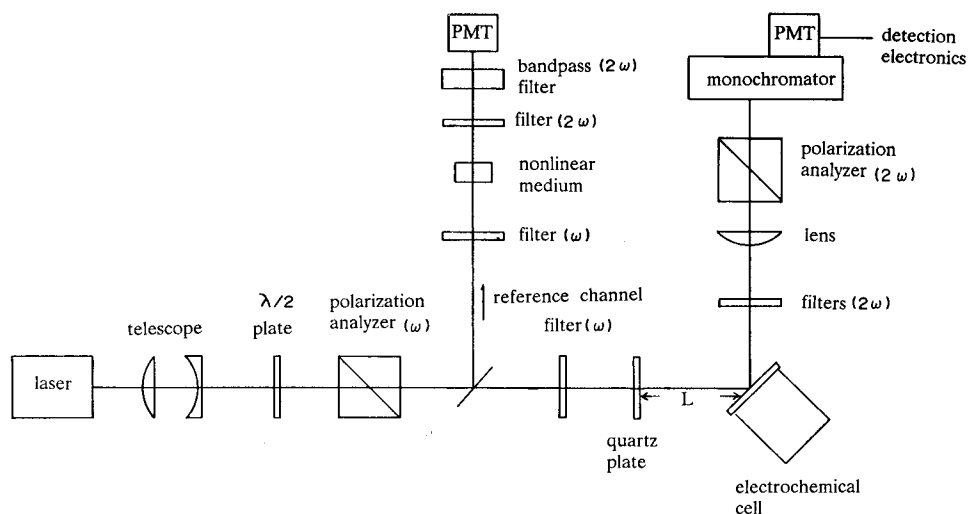 PMT
bandpass (2ω)
filter
filter (2ω)
nonlinear
medium
filter (ω)
reference channel
PMT
detection
electronics
monochromator
polarization
analyzer (2ω)
lens
filters (2ω)
laser
telescope
λ/2
plate
polarization
analyzer (ω)
filter (ω)
quartz
plate
L
electrochemical
cell